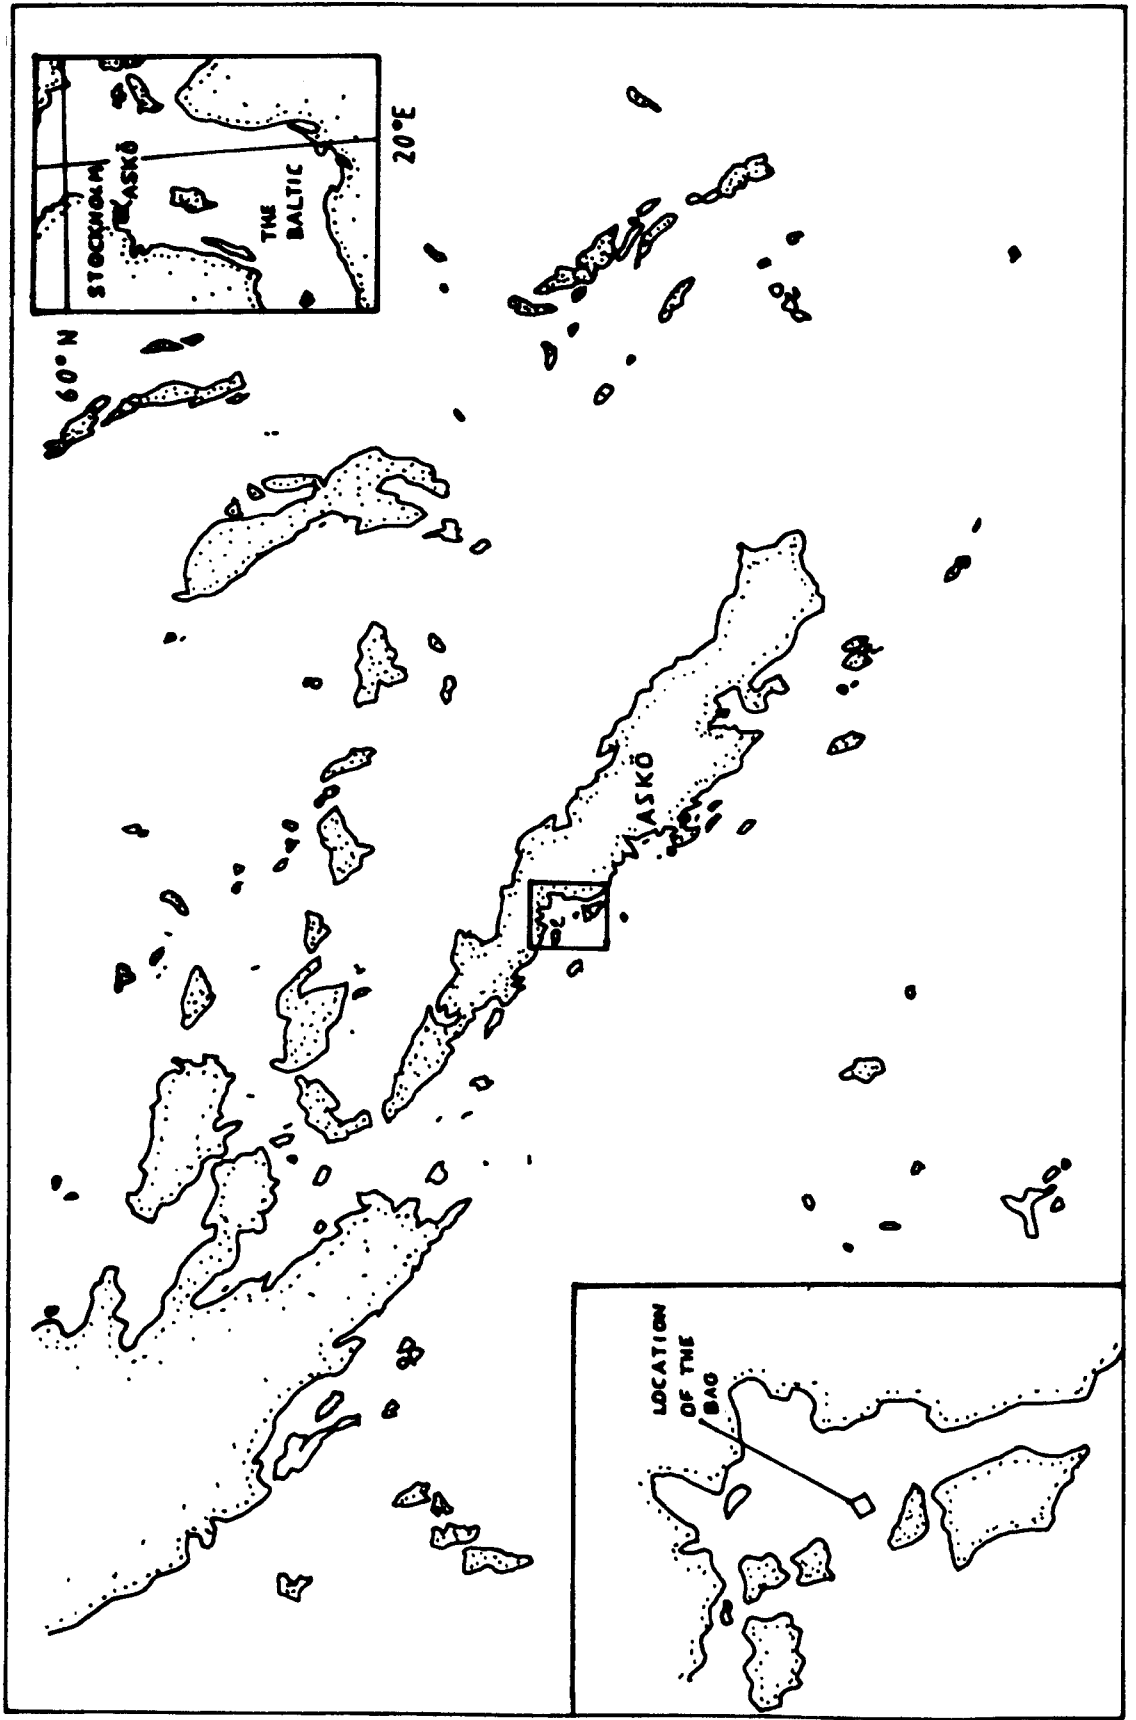 60° N
STOCKHOLM
ASKÖ
THE
BALTIC
20°E
ASKÖ
LOCATION
OF THE
BAG